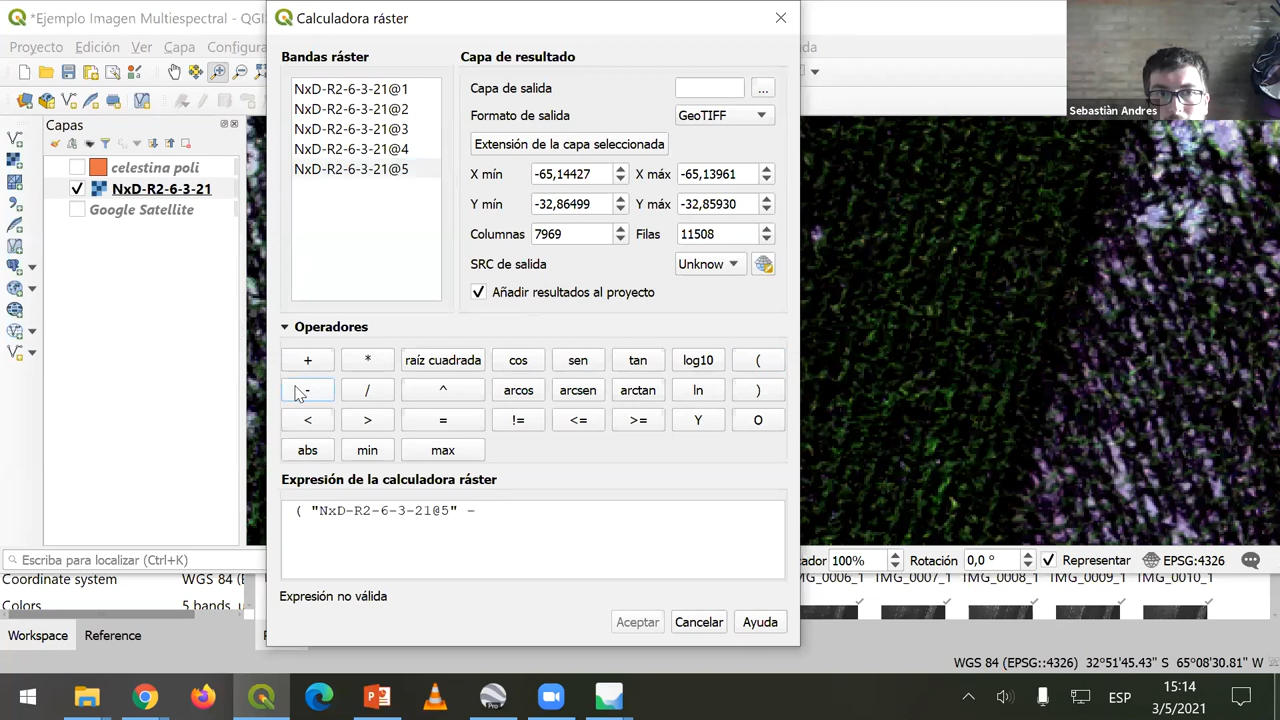 *Ejemplo Imagen Multiespectral - QGI
Calculadora ráster
Proyecto Edición Ver Capa Configura
Sebastiàn Andres
Bandas ráster
NxD-R2-6-3-21@1
NxD-R2-6-3-21@2
NxD-R2-6-3-21@3
NxD-R2-6-3-21@4
NxD-R2-6-3-21@5
Capa de resultado
Capa de salida ...
Formato de salida GeoTIFF
Extensión de la capa seleccionada
X mín -65,14427 X máx -65,13961
Y mín -32,86499 Y máx -32,85930
Columnas 7969 Filas 11508
SRC de salida Unknow
Añadir resultados al proyecto
Capas
celestina poli
NxD-R2-6-3-21
Google Satellite
Operadores
+ * raíz cuadrada cos sen tan log10 (
- / ^ arcos arcsen arctan ln )
< > = != <= >= Y O
abs min max
Expresión de la calculadora ráster
( "NxD-R2-6-3-21@5" -
Expresión no válida
Aceptar Cancelar Ayuda
Escriba para localizar (Ctrl+K)
ador 100% Rotación 0,0 ° Representar EPSG:4326
Coordinate system WGS 84 (EPSG::4326)
Colors 5 bands,
IMG_0006_1 IMG_0007_1 IMG_0008_1 IMG_0009_1 IMG_0010_1
Workspace Reference
WGS 84 (EPSG::4326) 32°51'45.43" S 65°08'30.81" W
Pro
ESP
15:14
3/5/2021